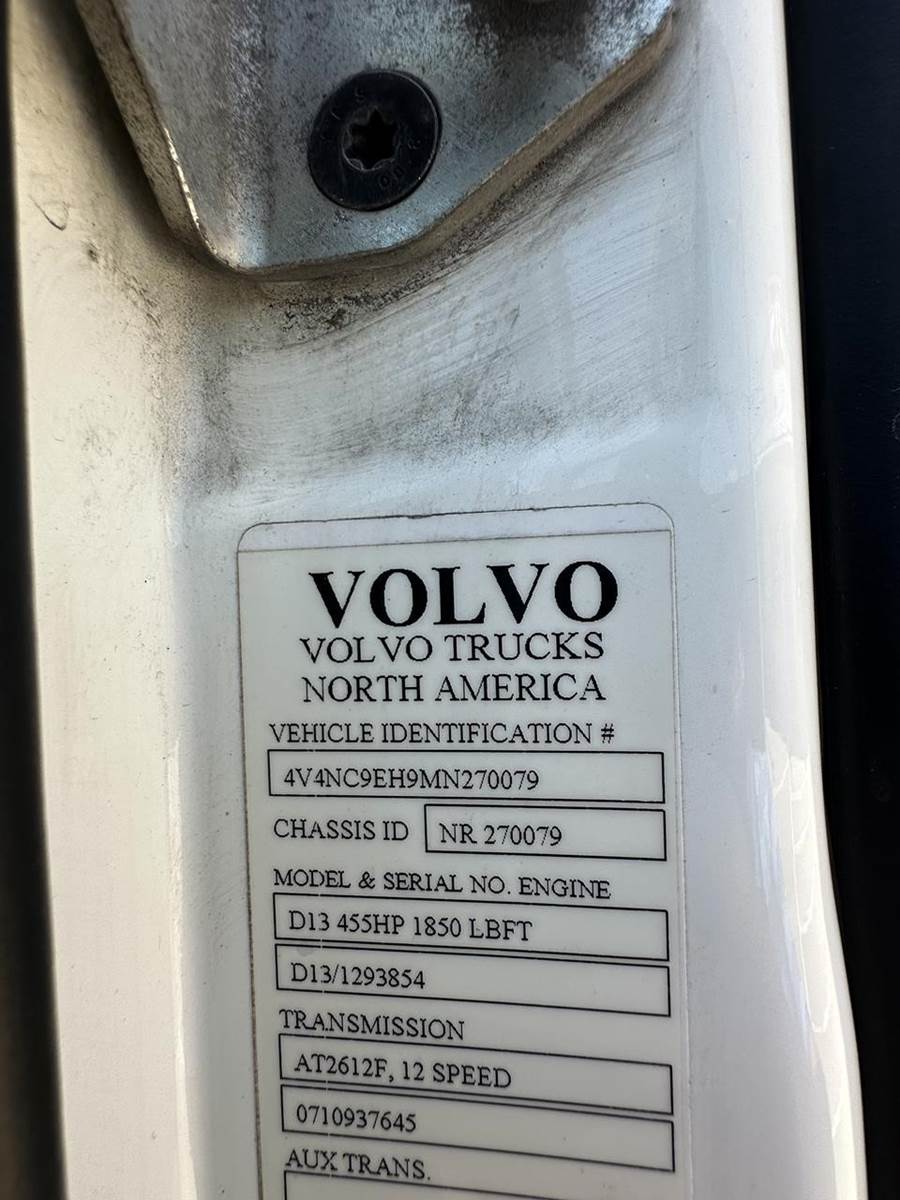 VOLVO
VOLVO TRUCKS
NORTH AMERICA
VEHICLE IDENTIFICATION #
4V4NC9EH9MN270079
CHASSIS ID NR 270079
MODEL & SERIAL NO. ENGINE
D13 455HP 1850 LBFT
D13/1293854
TRANSMISSION
AT2612F, 12 SPEED
0710937645
AUX TRANS.